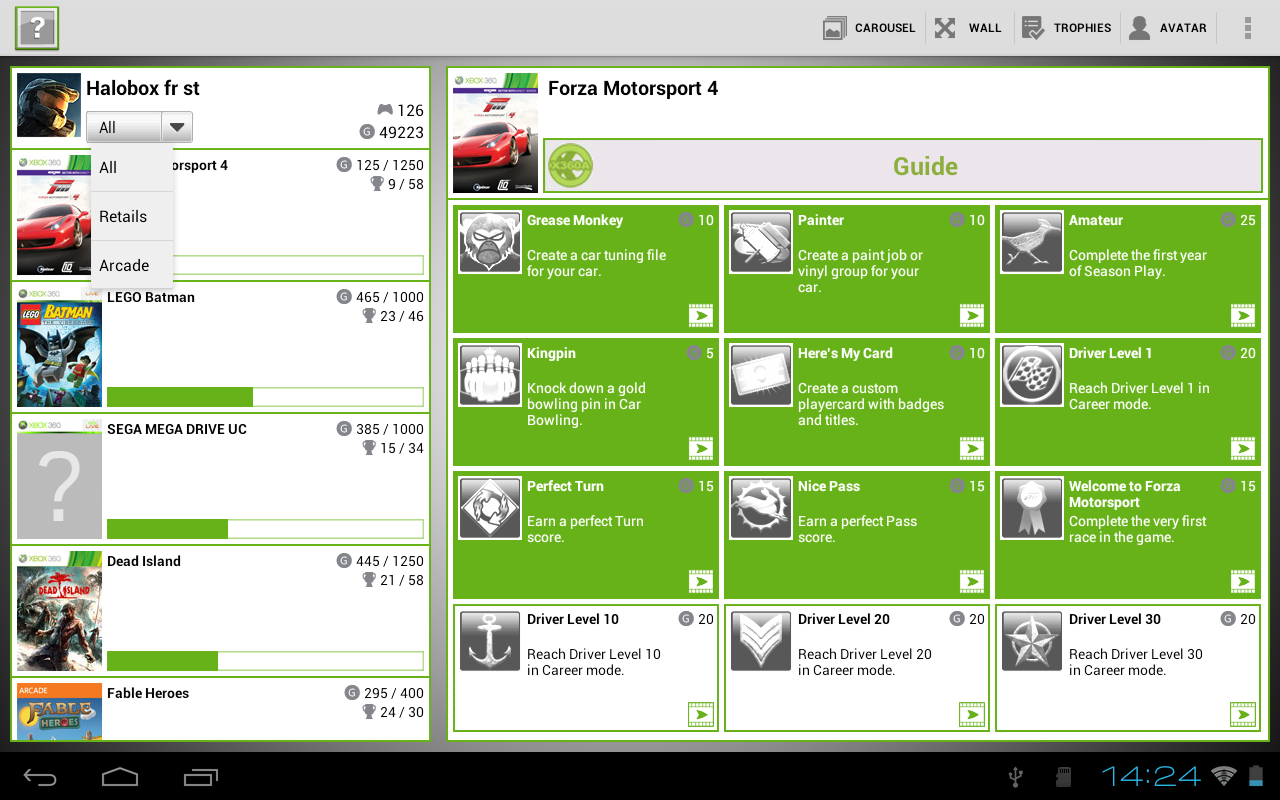 ?
CAROUSEL
WALL
TROPHIES
AVATAR
Halobox fr st
126
All
G 49223
All
Retails
Arcade
XBOX 360
orsport 4
G 125 / 1250
9 / 58
XBOX 360 LIVE
LEGO Batman
G 465 / 1000
23 / 46
LEGO BATMAN
XBOX 360 LIVE
?
SEGA MEGA DRIVE UC
G 385 / 1000
15 / 34
XBOX 360
DEAD ISLAND
Dead Island
G 445 / 1250
21 / 58
ARCADE
FABLE
HEROES
Fable Heroes
G 295 / 400
24 / 30
XBOX 360
Forza Motorsport 4
X360A
Guide
Grease Monkey
G 10
Create a car tuning file
for your car.
Painter
G 10
Create a paint job or
vinyl group for your
car.
Amateur
G 25
Complete the first year
of Season Play.
Kingpin
G 5
Knock down a gold
bowling pin in Car
Bowling.
Here's My Card
G 10
Create a custom
playercard with badges
and titles.
Driver Level 1
G 20
Reach Driver Level 1 in
Career mode.
Perfect Turn
G 15
Earn a perfect Turn
score.
Nice Pass
G 15
Earn a perfect Pass
score.
Welcome to Forza
Motorsport
G 15
Complete the very first
race in the game.
Driver Level 10
G 20
Reach Driver Level 10
in Career mode.
Driver Level 20
G 20
Reach Driver Level 20
in Career mode.
Driver Level 30
G 20
Reach Driver Level 30
in Career mode.
14:24